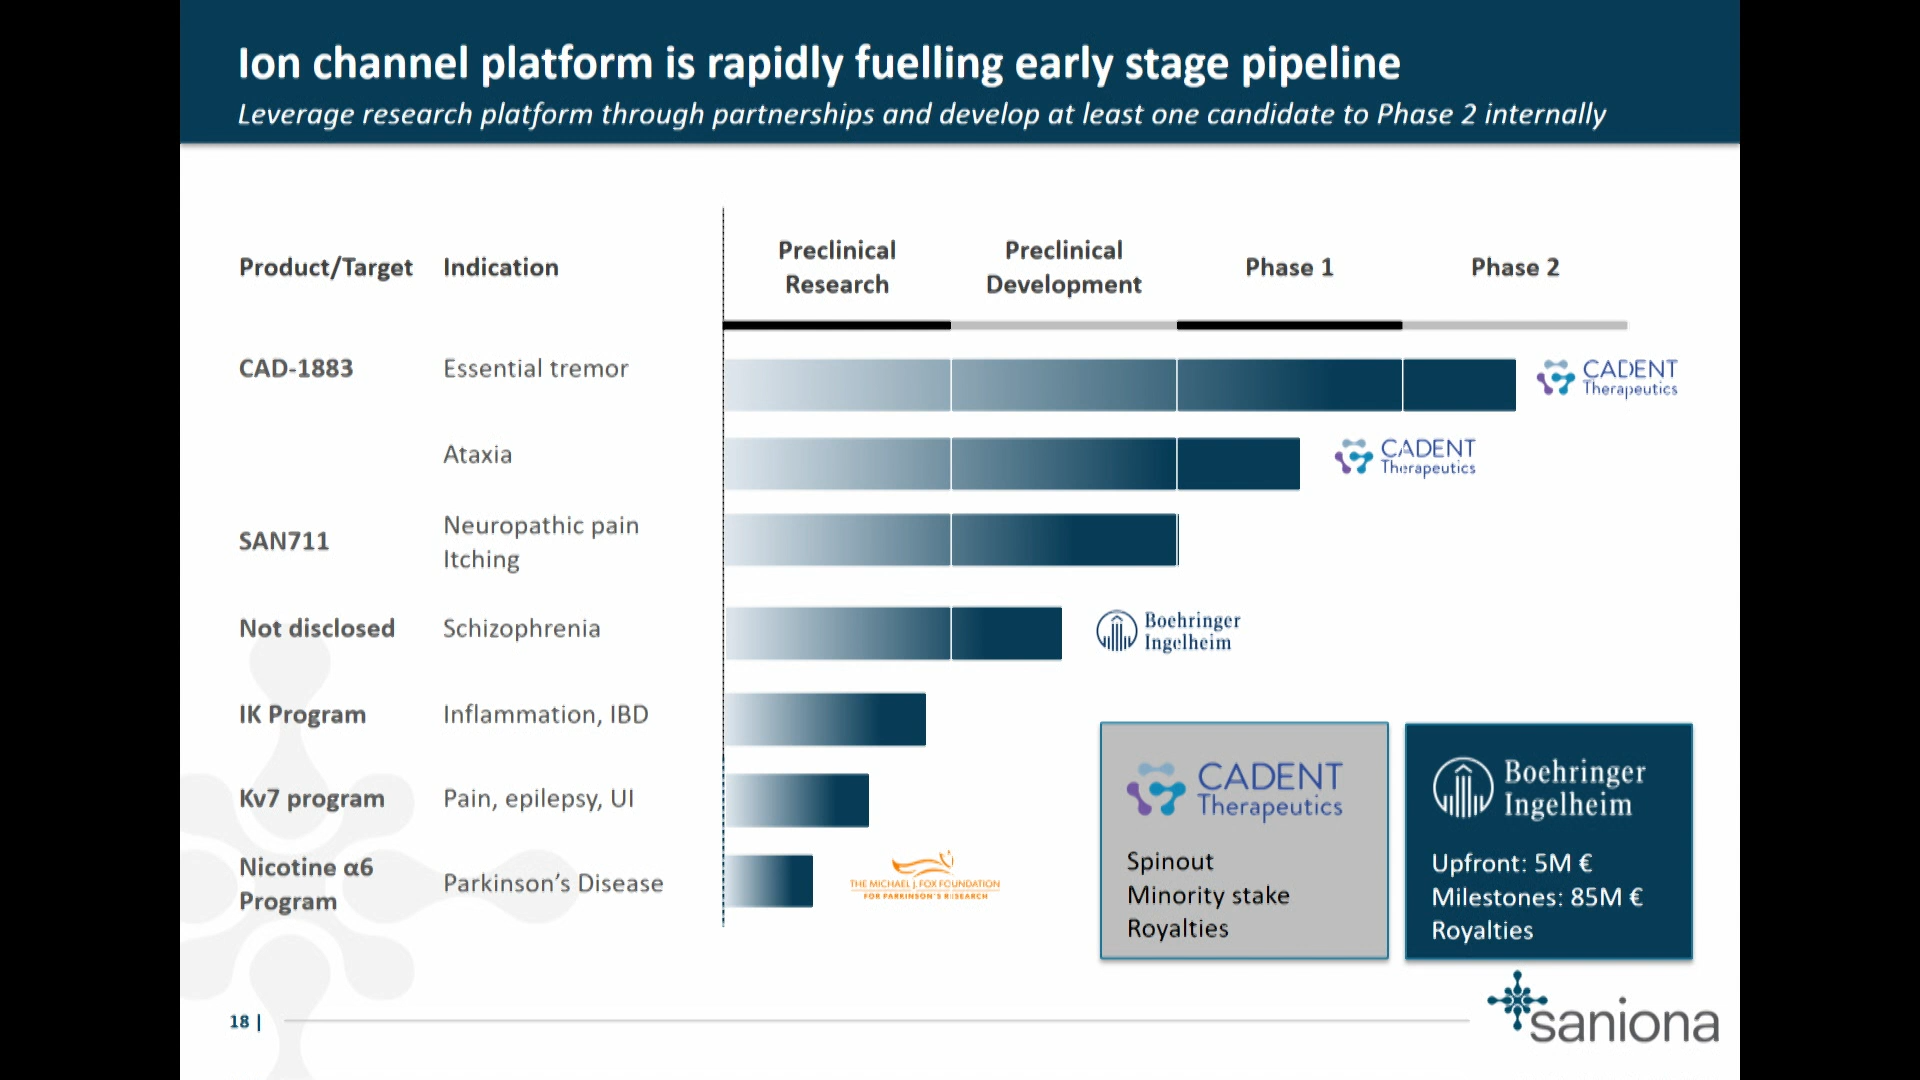 Ion channel platform is rapidly fuelling early stage pipeline
Leverage research platform through partnerships and develop at least one candidate to Phase 2 internally
Product/Target
Indication
Preclinical
Research
Preclinical
Development
Phase 1
Phase 2
CAD-1883
Essential tremor
CADENT
Therapeutics
Ataxia
CADENT
Therapeutics
SAN711
Neuropathic pain
Itching
Not disclosed
Schizophrenia
Boehringer
Ingelheim
IK Program
Inflammation, IBD
Kv7 program
Pain, epilepsy, UI
Nicotine α6
Program
Parkinson's Disease
THE MICHAEL J. FOX FOUNDATION
FOR PARKINSON'S RESEARCH
CADENT
Therapeutics
Spinout
Minority stake
Royalties
Boehringer
Ingelheim
Upfront: 5M €
Milestones: 85M €
Royalties
18 |
saniona